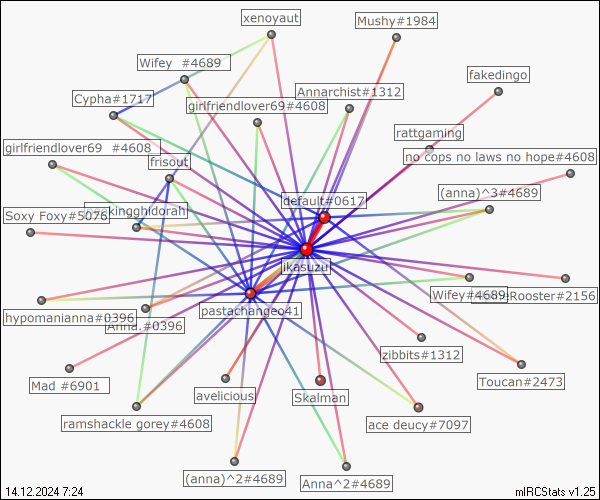 xenoyaut
Mushy#1984
Wifey #4689
fakedingo
Annarchist#1312
Cypha#1717
girlfriendlover69#4608
rattgaming
girlfriendlover69 #4608
no cops no laws no hope#4608
frisout
(anna)^3#4689
default#0617
Soxy Foxy#5076
kingghidorah
ikasuzu
Wifey#4689
Rooster#2156
pastachangeo41
hypomanianna#0396
Anna.#0396
zibbits#1312
Toucan#2473
Mad #6901
avelicious
Skalman
ramshackle gorey#4608
ace deucy#7097
(anna)^2#4689
Anna^2#4689
14.12.2024 7:24
mIRCStats v1.25